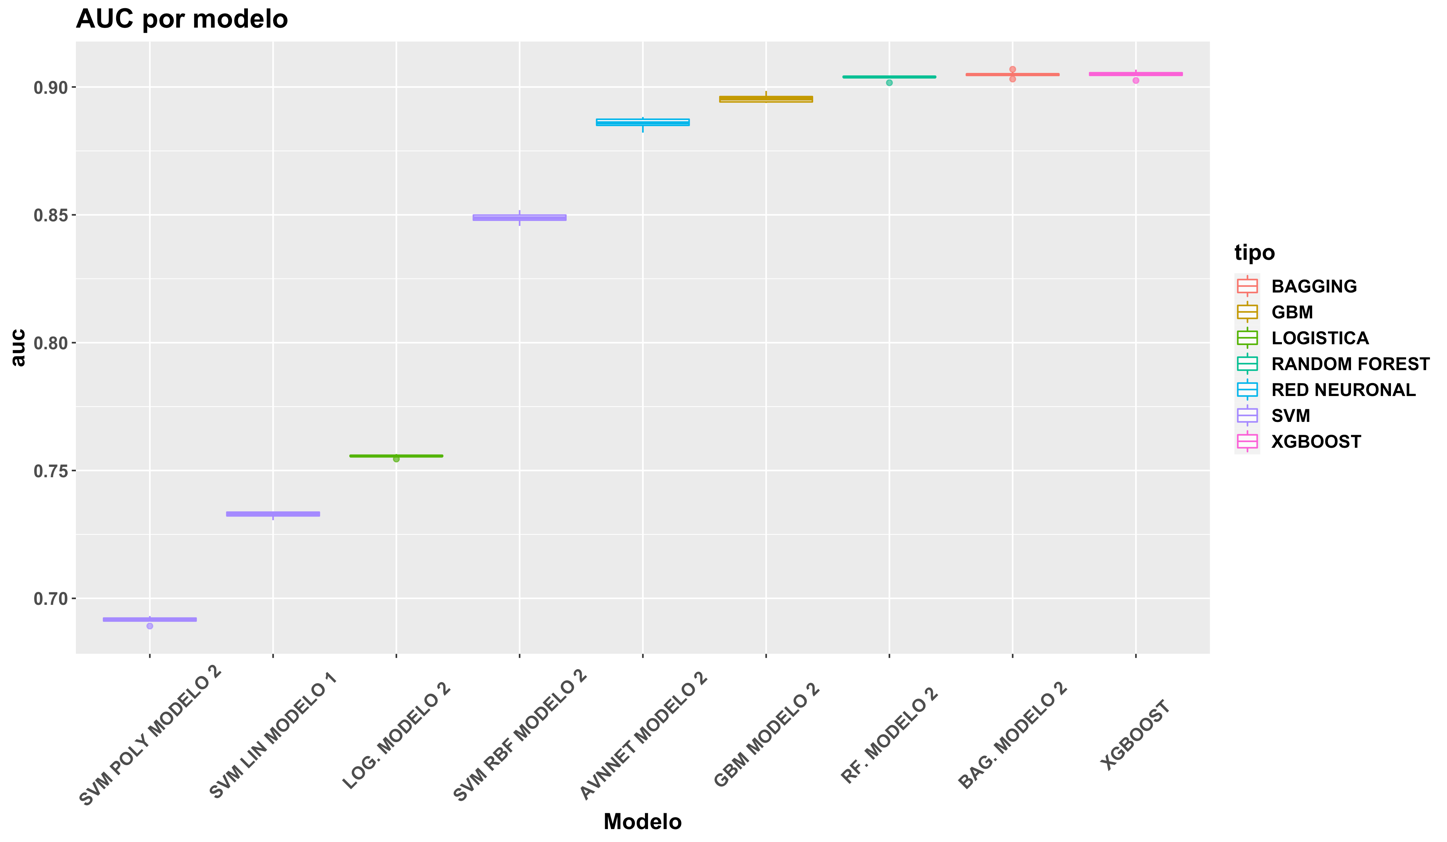 AUC por modelo
auc
0.90
0.85
0.80
0.75
0.70
SVM POLY MODELO 2
SVM LIN MODELO 1
LOG. MODELO 2
SVM RBF MODELO 2
AVNNET MODELO 2
GBM MODELO 2
RF. MODELO 2
BAG. MODELO 2
XGBOOST
Modelo
tipo
BAGGING
GBM
LOGISTICA
RANDOM FOREST
RED NEURONAL
SVM
XGBOOST